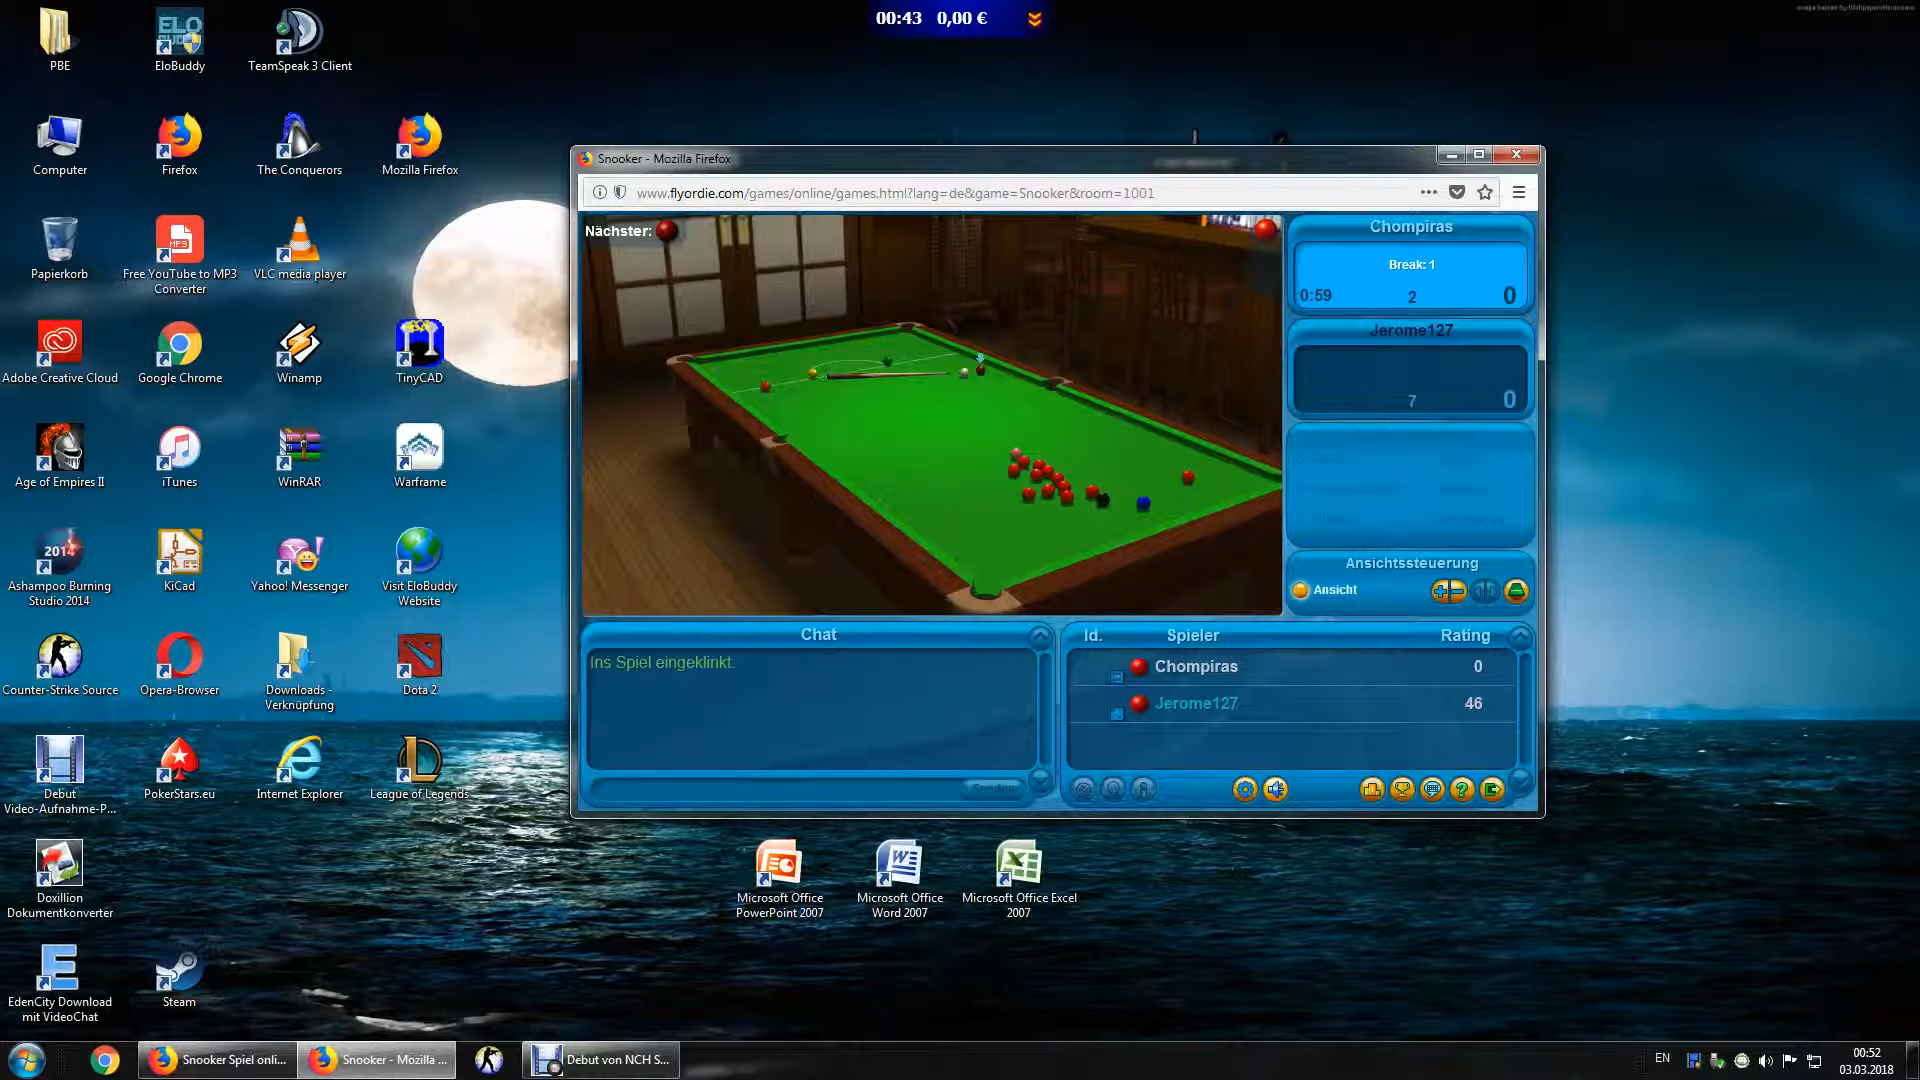 00:43 0,00 €
PBE
EloBuddy
TeamSpeak 3 Client
Computer
Firefox
The Conquerors
Mozilla Firefox
Papierkorb
Free YouTube to MP3
Converter
VLC media player
Adobe Creative Cloud
Google Chrome
Winamp
TinyCAD
Age of Empires II
iTunes
WinRAR
Warframe
2014
Ashampoo Burning
Studio 2014
KiCad
Yahoo! Messenger
Visit EloBuddy
Website
Counter-Strike Source
Opera-Browser
Downloads -
Verknüpfung
Dota 2
Debut
Video-Aufnahme-P...
PokerStars.eu
Internet Explorer
League of Legends
Doxillion
Dokumentkonverter
EdenCity Download
mit VideoChat
Steam
Microsoft Office
PowerPoint 2007
Microsoft Office
Word 2007
Microsoft Office Excel
2007
Snooker - Mozilla Firefox
www.flyordie.com/games/online/games.html?lang=de&game=Snooker&room=1001
Nächster:
Chompiras
Break: 1
0:59 2 0
Jerome127
7 0
Ansichtssteuerung
Ansicht
Chat
Ins Spiel eingeklinkt.
Senden
Id. Spieler Rating
Chompiras 0
Jerome127 46
Snooker Spiel onli...
Snooker - Mozilla ...
Debut von NCH S...
EN
00:52
03.03.2018